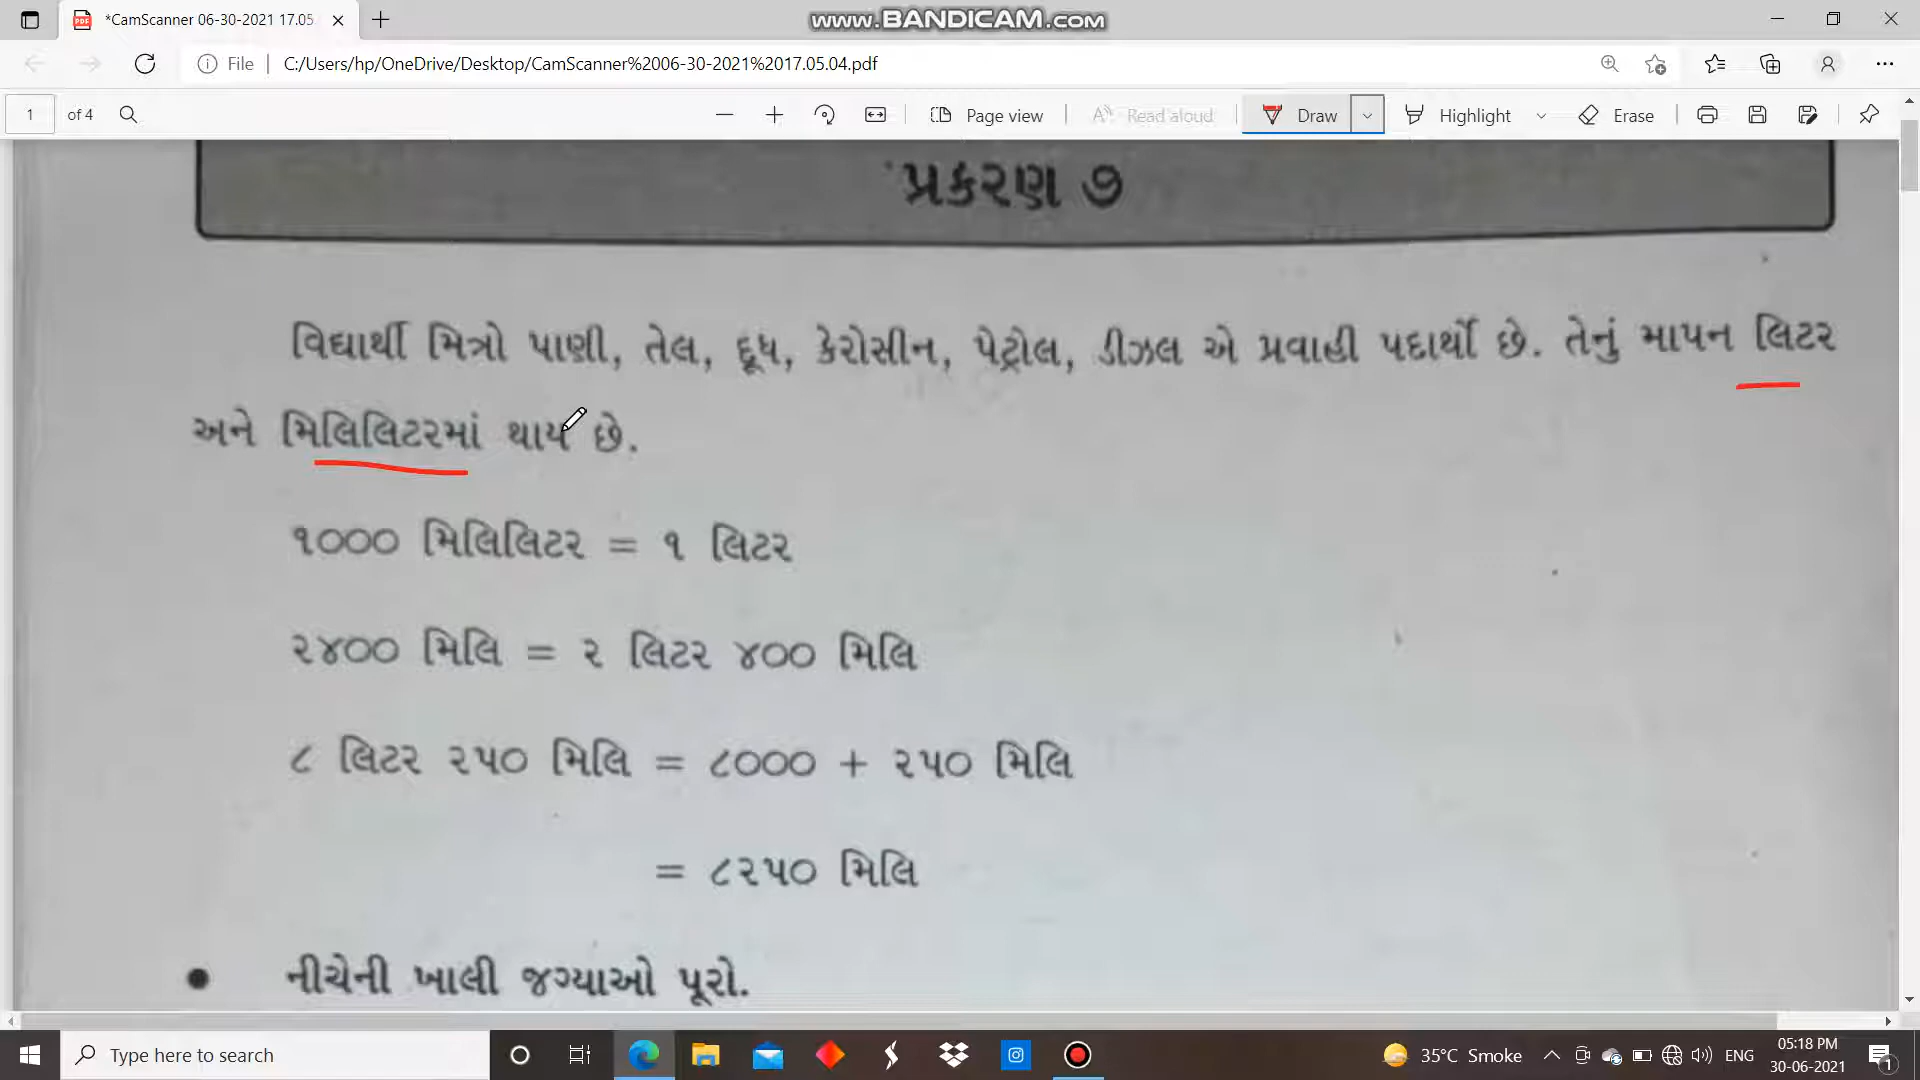 *CamScanner 06-30-2021 17.05
www.BANDICAM.com
File
C:/Users/hp/OneDrive/Desktop/CamScanner%2006-30-2021%2017.05.04.pdf
1 of 4
Page view
Read aloud
Draw
Highlight
Erase
પ્રકરણ ૭
વિદ્યાર્થી મિત્રો પાણી, તેલ, દૂધ, કેરોસીન, પેટ્રોલ, ડીઝલ એ પ્રવાહી પદાર્થો છે. તેનું માપન લિટર
અને મિલિલિટરમાં થાય છે.
૧૦૦૦ મિલિલિટર = ૧ લિટર
૨૪૦૦ મિલિ = ૨ લિટર ૪૦૦ મિલિ
૮ લિટર ૨૫૦ મિલિ = ૮૦૦૦ + ૨૫૦ મિલિ
= ૮૨૫૦ મિલિ
● નીચેની ખાલી જગ્યાઓ પૂરો.
Type here to search
35°C Smoke
ENG
05:18 PM
30-06-2021
1